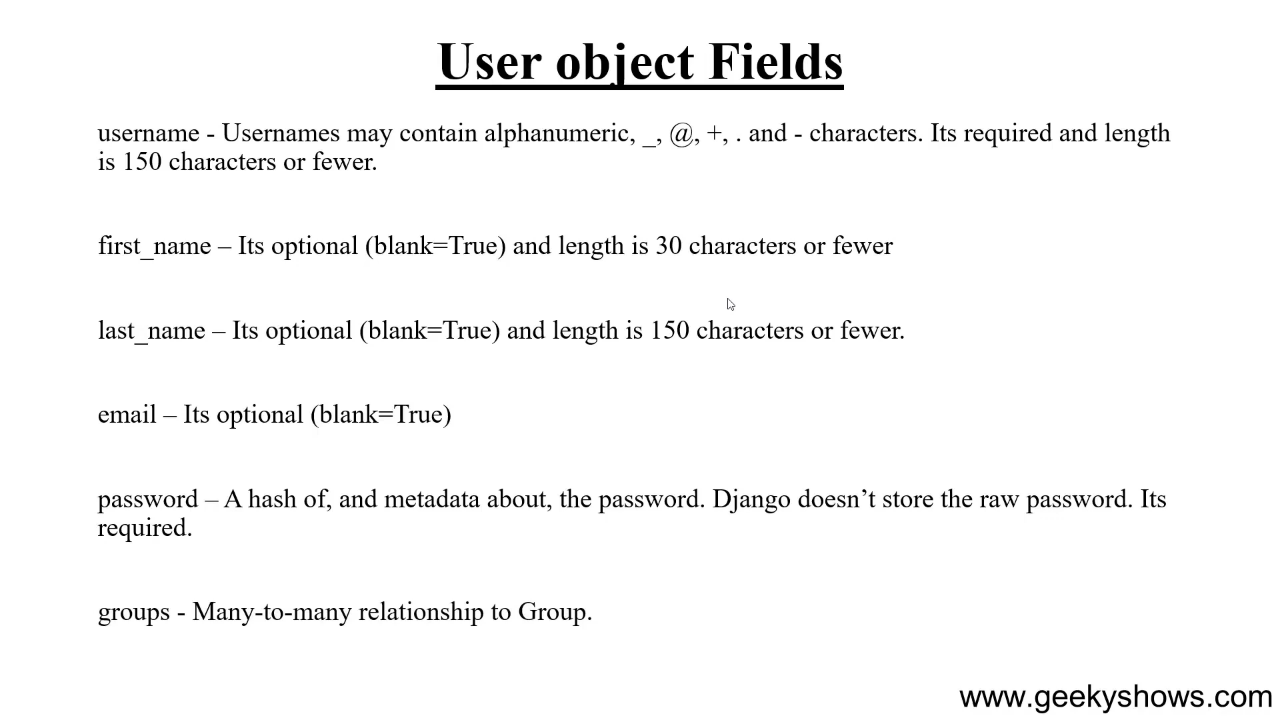 User object Fields
username - Usernames may contain alphanumeric, _, @, +, . and - characters. Its required and length
is 150 characters or fewer.
first_name – Its optional (blank=True) and length is 30 characters or fewer
last_name – Its optional (blank=True) and length is 150 characters or fewer.
email – Its optional (blank=True)
password – A hash of, and metadata about, the password. Django doesn’t store the raw password. Its
required.
groups - Many-to-many relationship to Group.
www.geekyshows.com